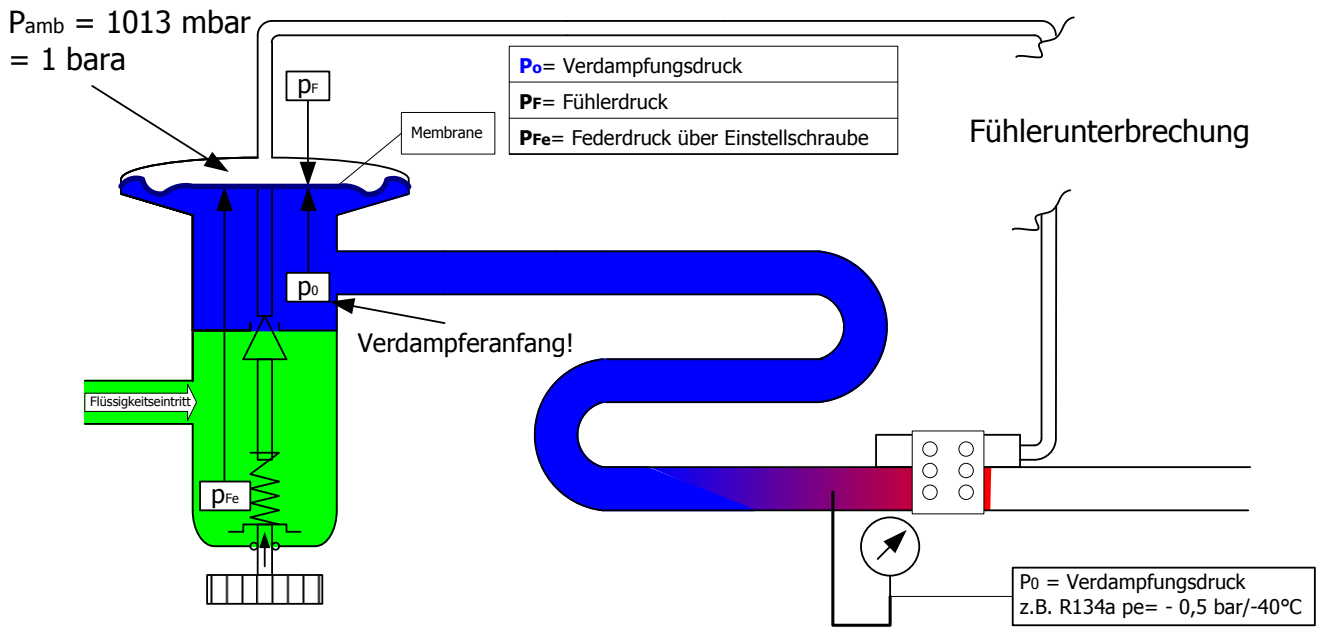 Pamb = 1013 mbar
= 1 bara
pF
Po= Verdampfungsdruck
PF= Fühlerdruck
PFe= Federdruck über Einstellschraube
Membrane
Fühlerunterbrechung
p0
Verdampferanfang!
Flüssigkeitseintritt
pFe
P0 = Verdampfungsdruck
z.B. R134a pe= - 0,5 bar/-40°C